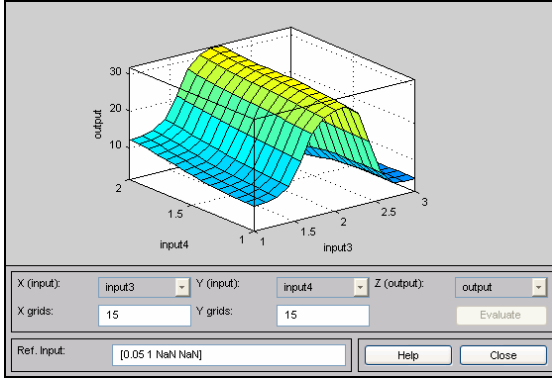 30
20
10
output
2
1.5
1
input4
1
1.5
2
2.5
3
input3
X (input): input3 Y (input): input4 Z (output): output
X grids: 15 Y grids: 15 Evaluate
Ref. Input: [0.05 1 NaN NaN] Help Close